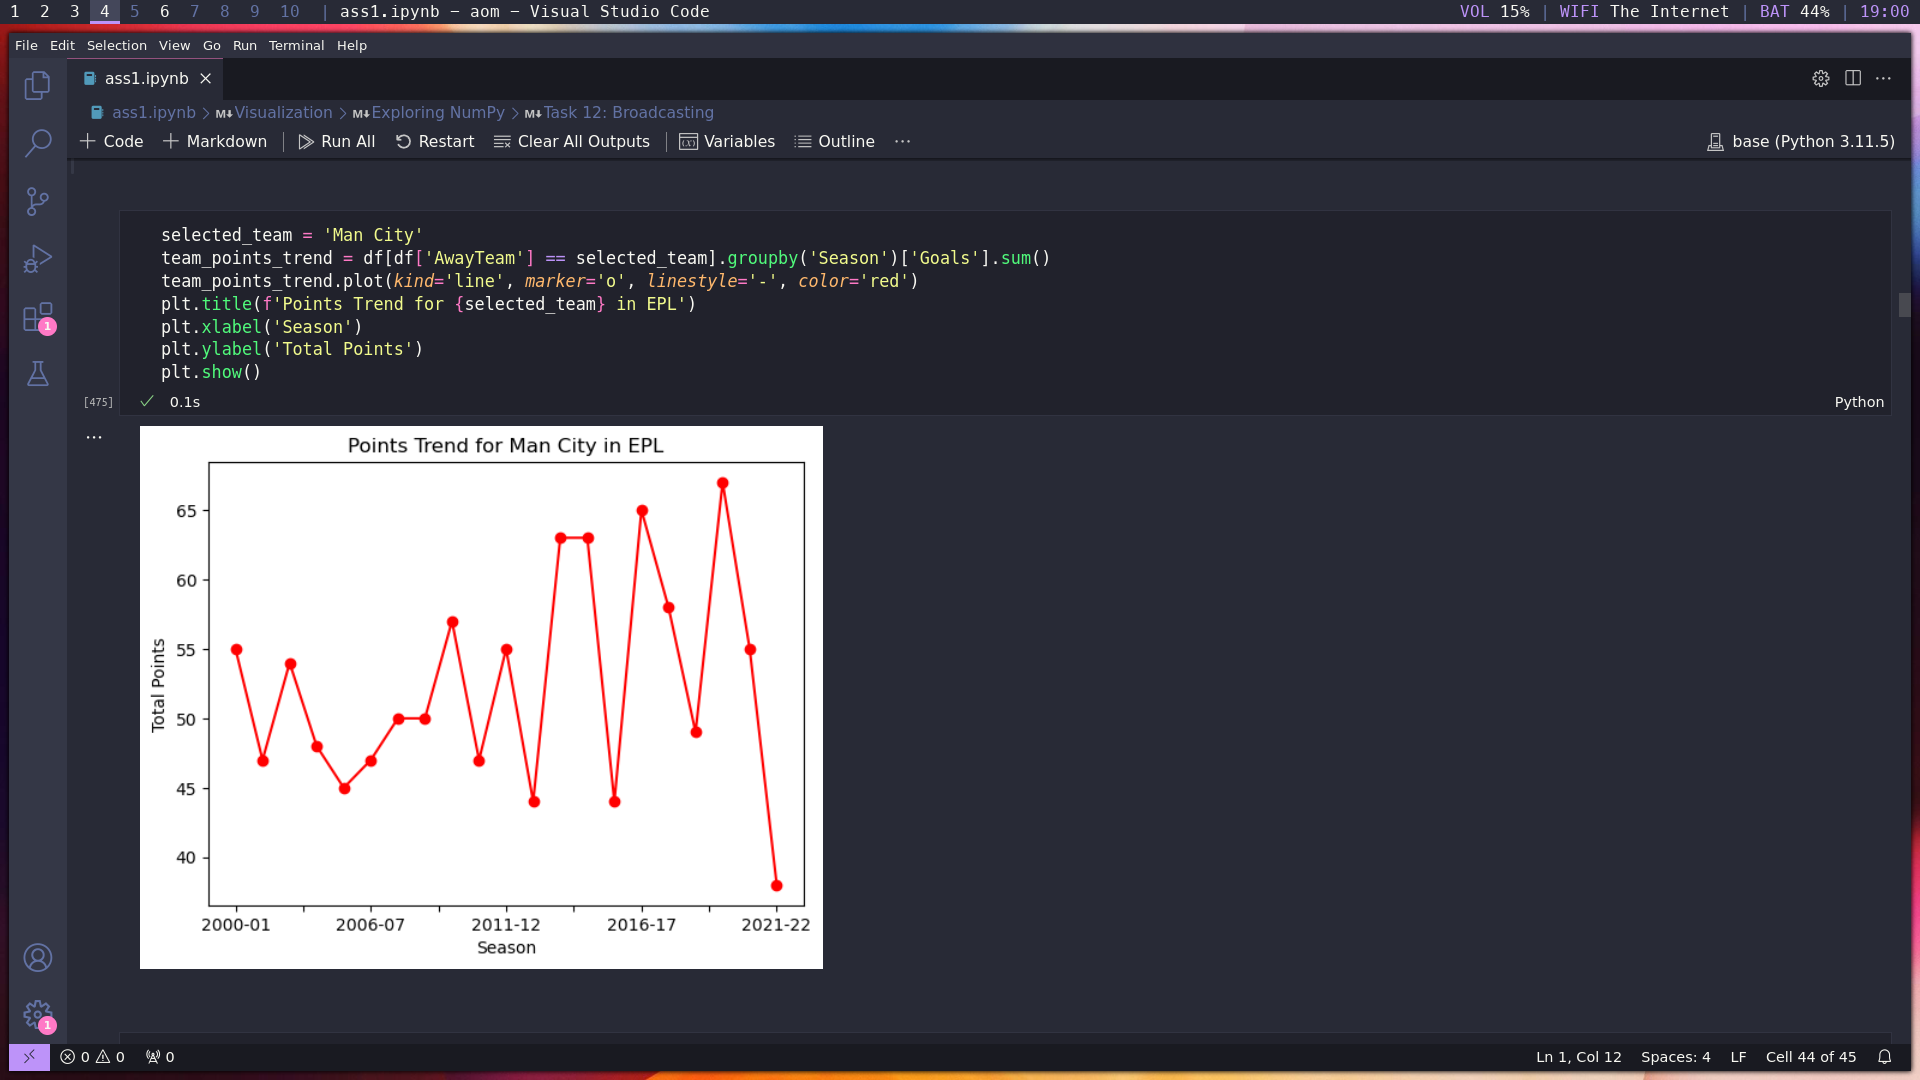 1 2 3 4 5 6 7 8 9 10 | ass1.ipynb - aom - Visual Studio Code VOL 15% | WIFI The Internet | BAT 44% | 19:00
File Edit Selection View Go Run Terminal Help
ass1.ipynb
ass1.ipynb > M↓Visualization > M↓Exploring NumPy > M↓Task 12: Broadcasting
+ Code + Markdown | Run All Restart Clear All Outputs | Variables Outline ... base (Python 3.11.5)
selected_team = 'Man City'
team_points_trend = df[df['AwayTeam'] == selected_team].groupby('Season')['Goals'].sum()
team_points_trend.plot(kind='line', marker='o', linestyle='-', color='red')
plt.title(f'Points Trend for {selected_team} in EPL')
plt.xlabel('Season')
plt.ylabel('Total Points')
plt.show()
[475] 0.1s Python
...
Points Trend for Man City in EPL
65
60
55
50
45
40
Total Points
2000-01 2006-07 2011-12 2016-17 2021-22
Season
1
1
0 0 0 Ln 1, Col 12 Spaces: 4 LF Cell 44 of 45